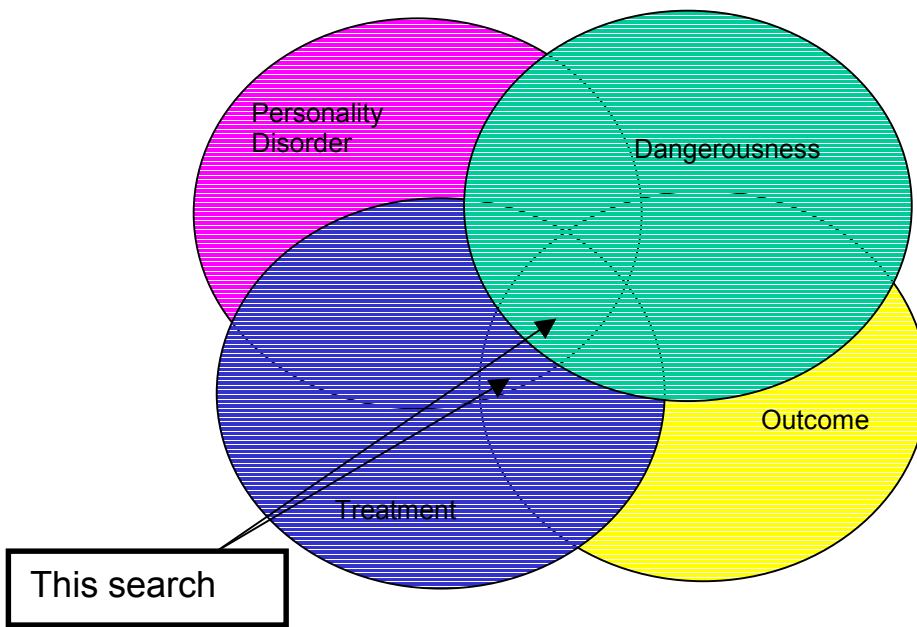 Personality
Disorder
Dangerousness
Outcome
Treatment
This search